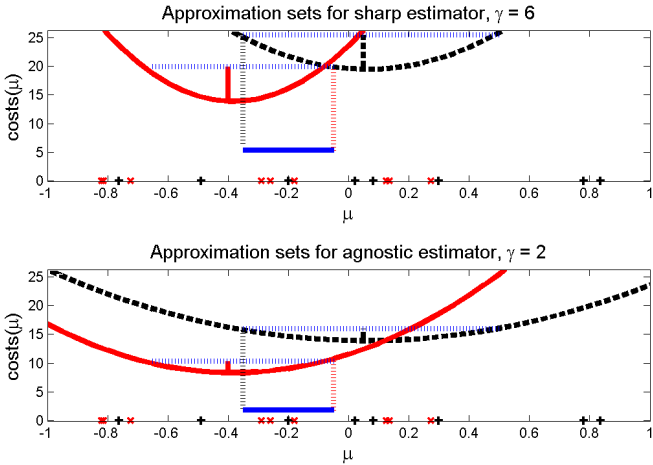 Approximation sets for sharp estimator, γ = 6
costs(μ)
25
20
15
10
5
0
-1 -0.8 -0.6 -0.4 -0.2 0 0.2 0.4 0.6 0.8 1
μ
Approximation sets for agnostic estimator, γ = 2
costs(μ)
25
20
15
10
5
0
-1 -0.8 -0.6 -0.4 -0.2 0 0.2 0.4 0.6 0.8 1
μ